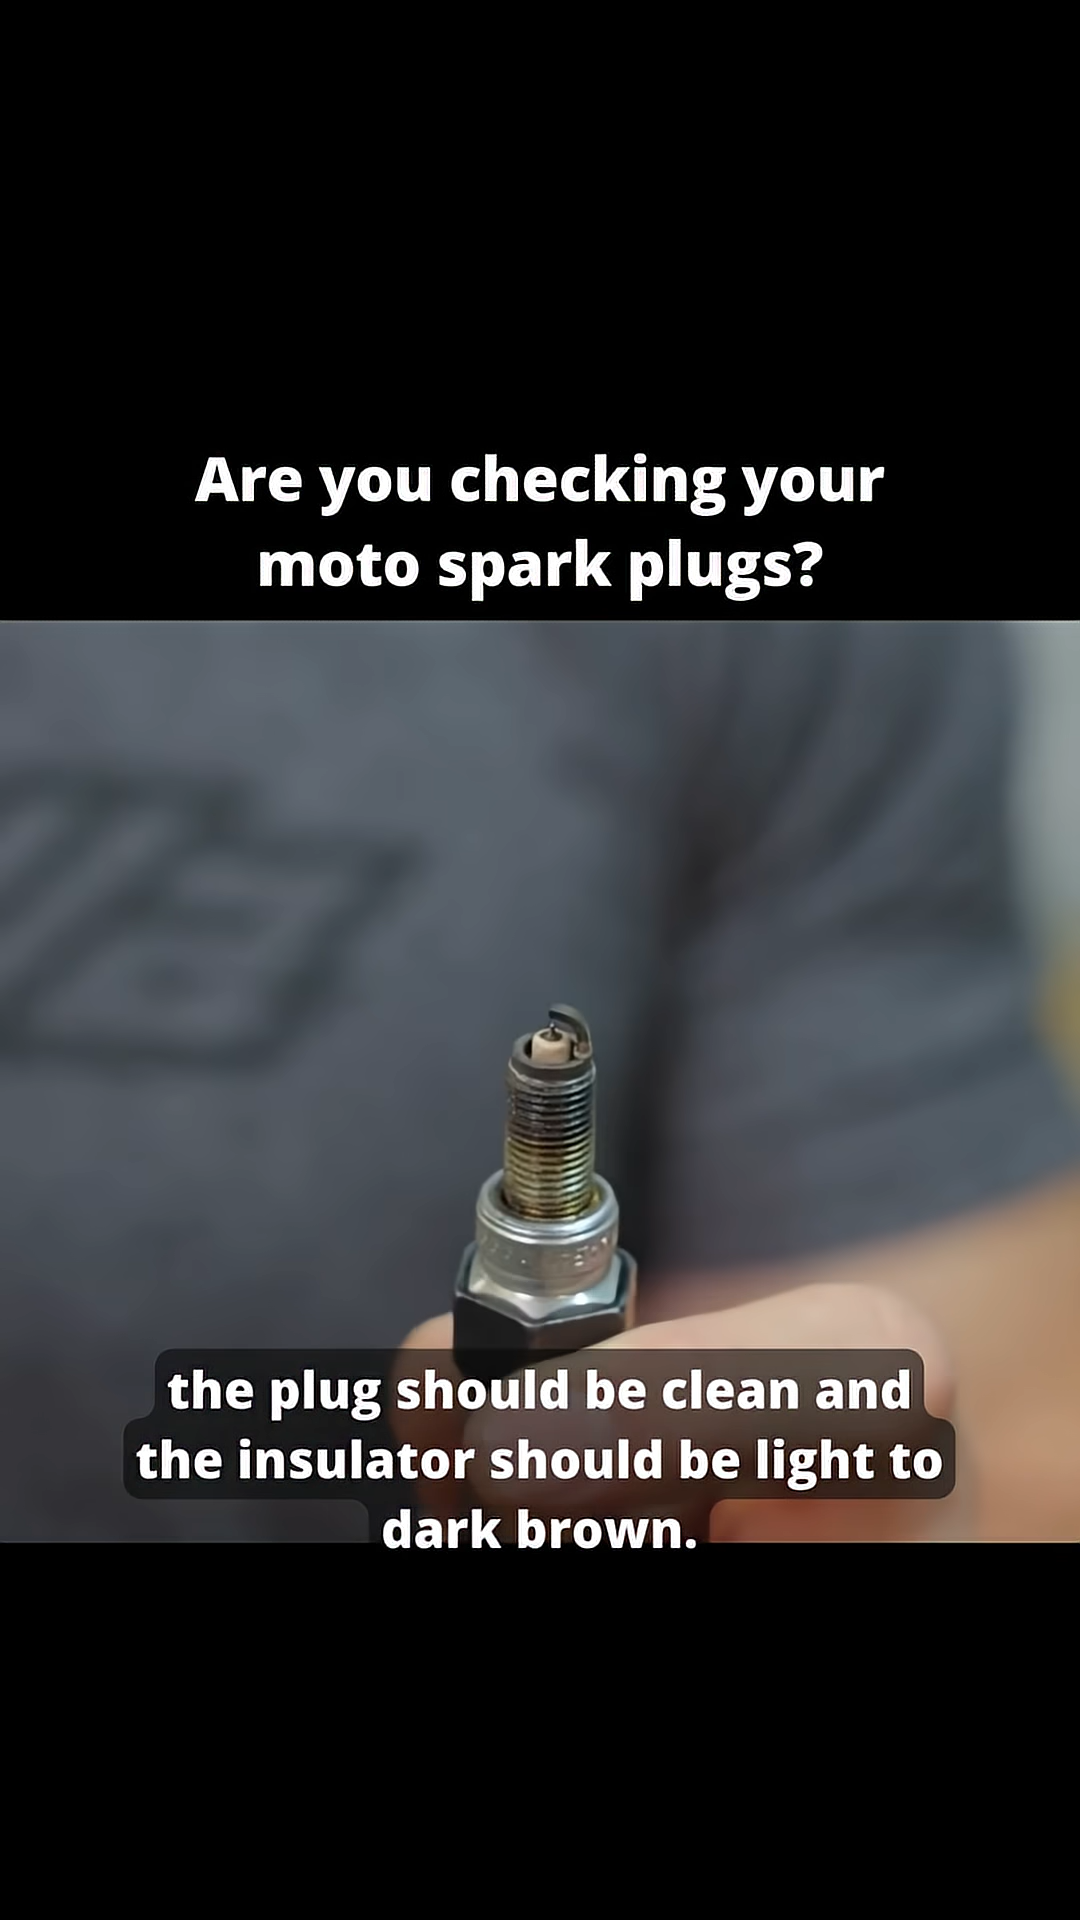 Are you checking your
moto spark plugs?
the plug should be clean and
the insulator should be light to
dark brown.